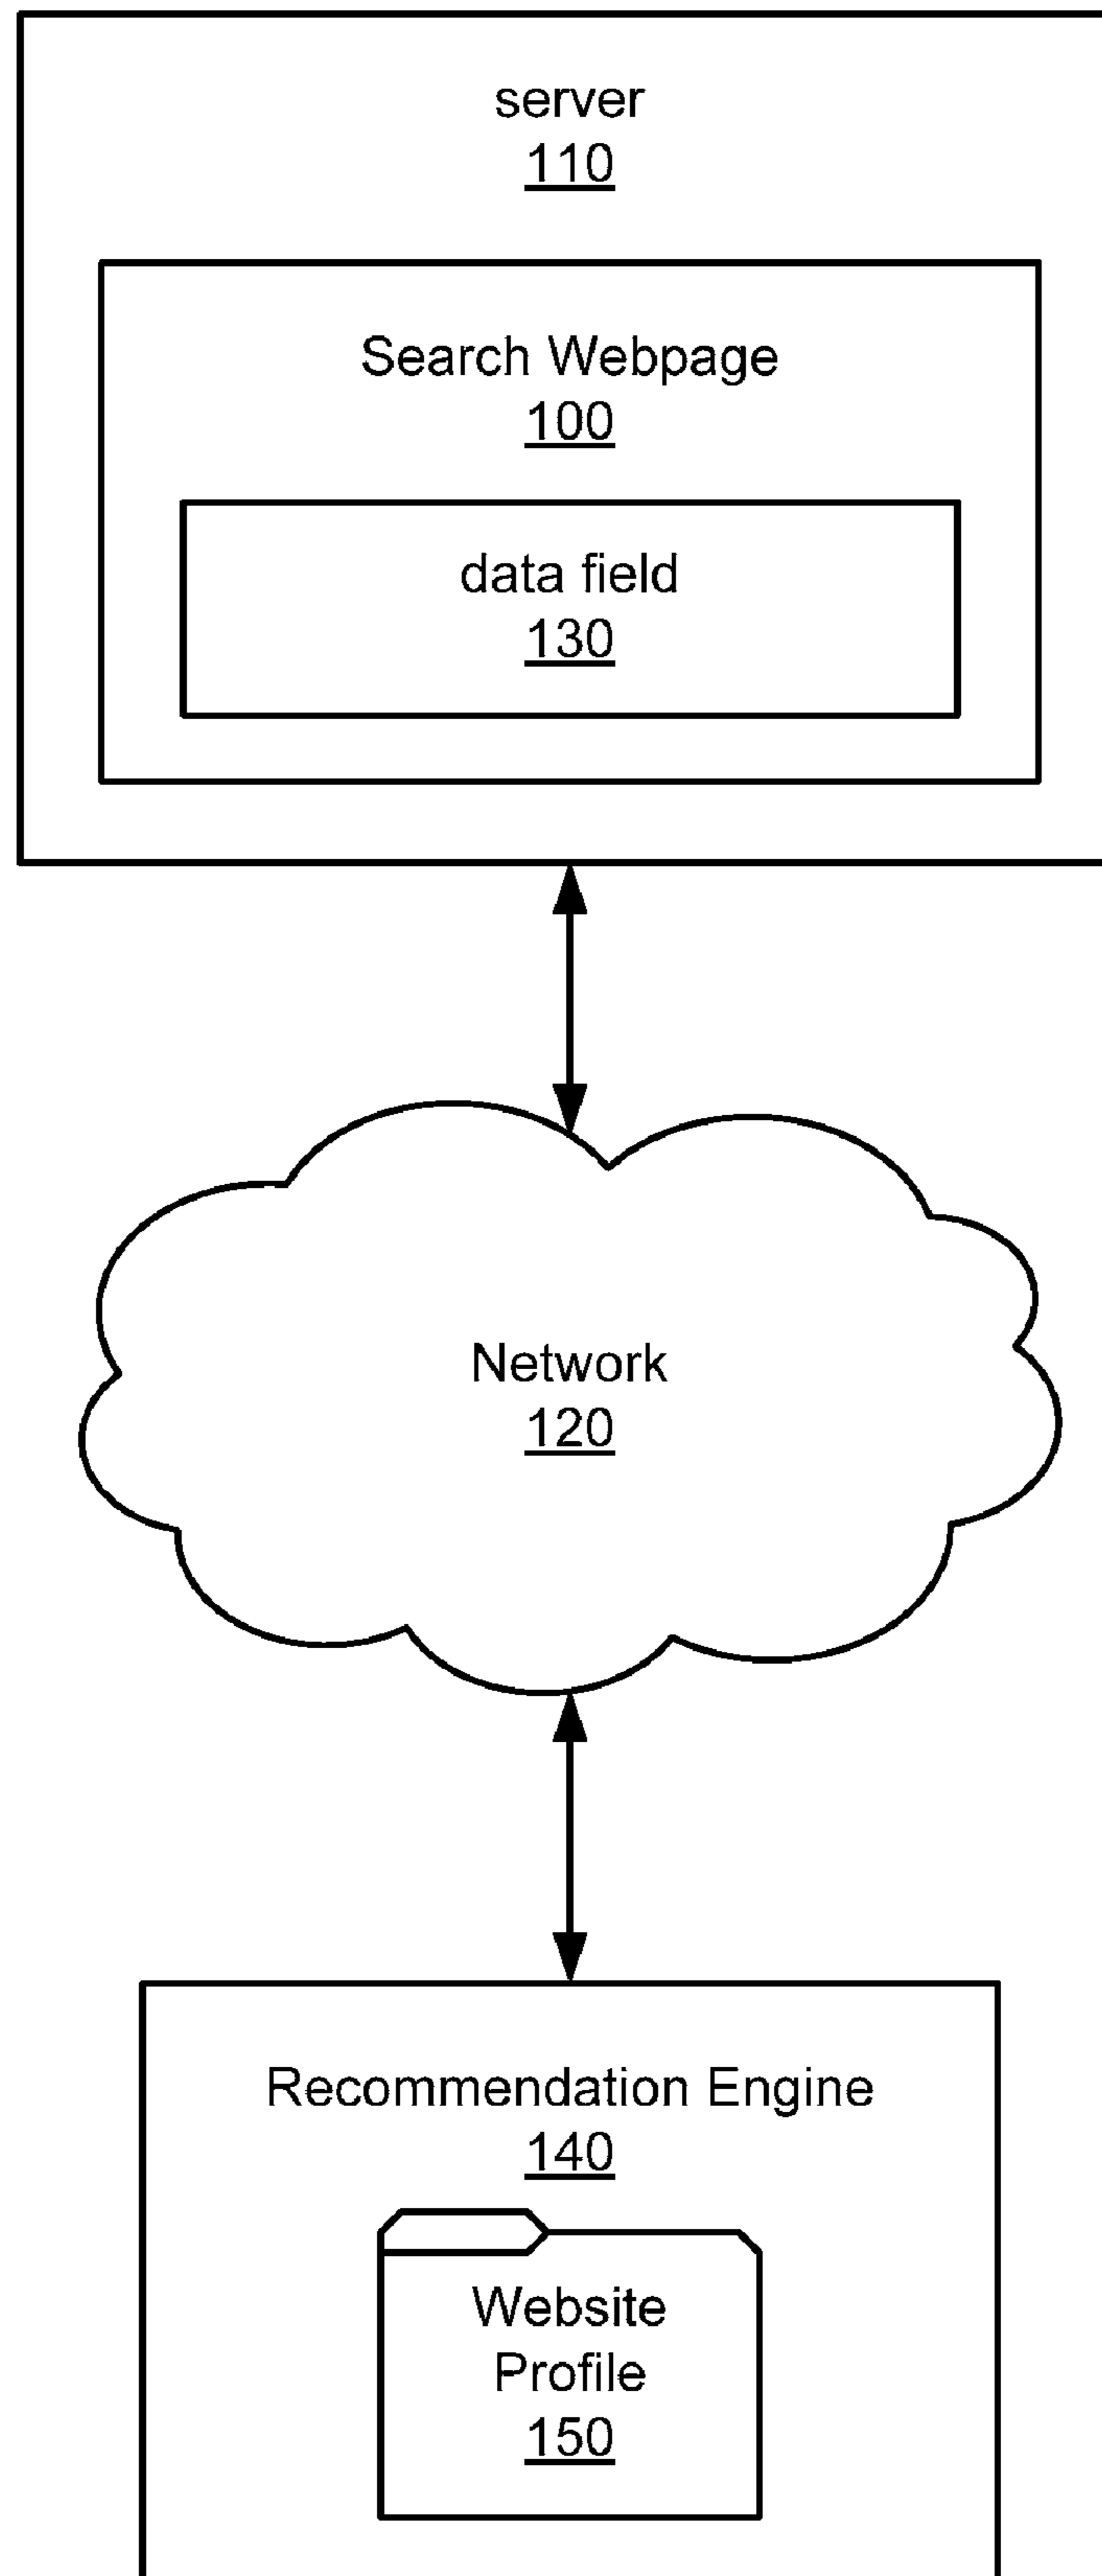 server
110
Search Webpage
100
data field
130
Network
120
Recommendation Engine
140
Website
Profile
150